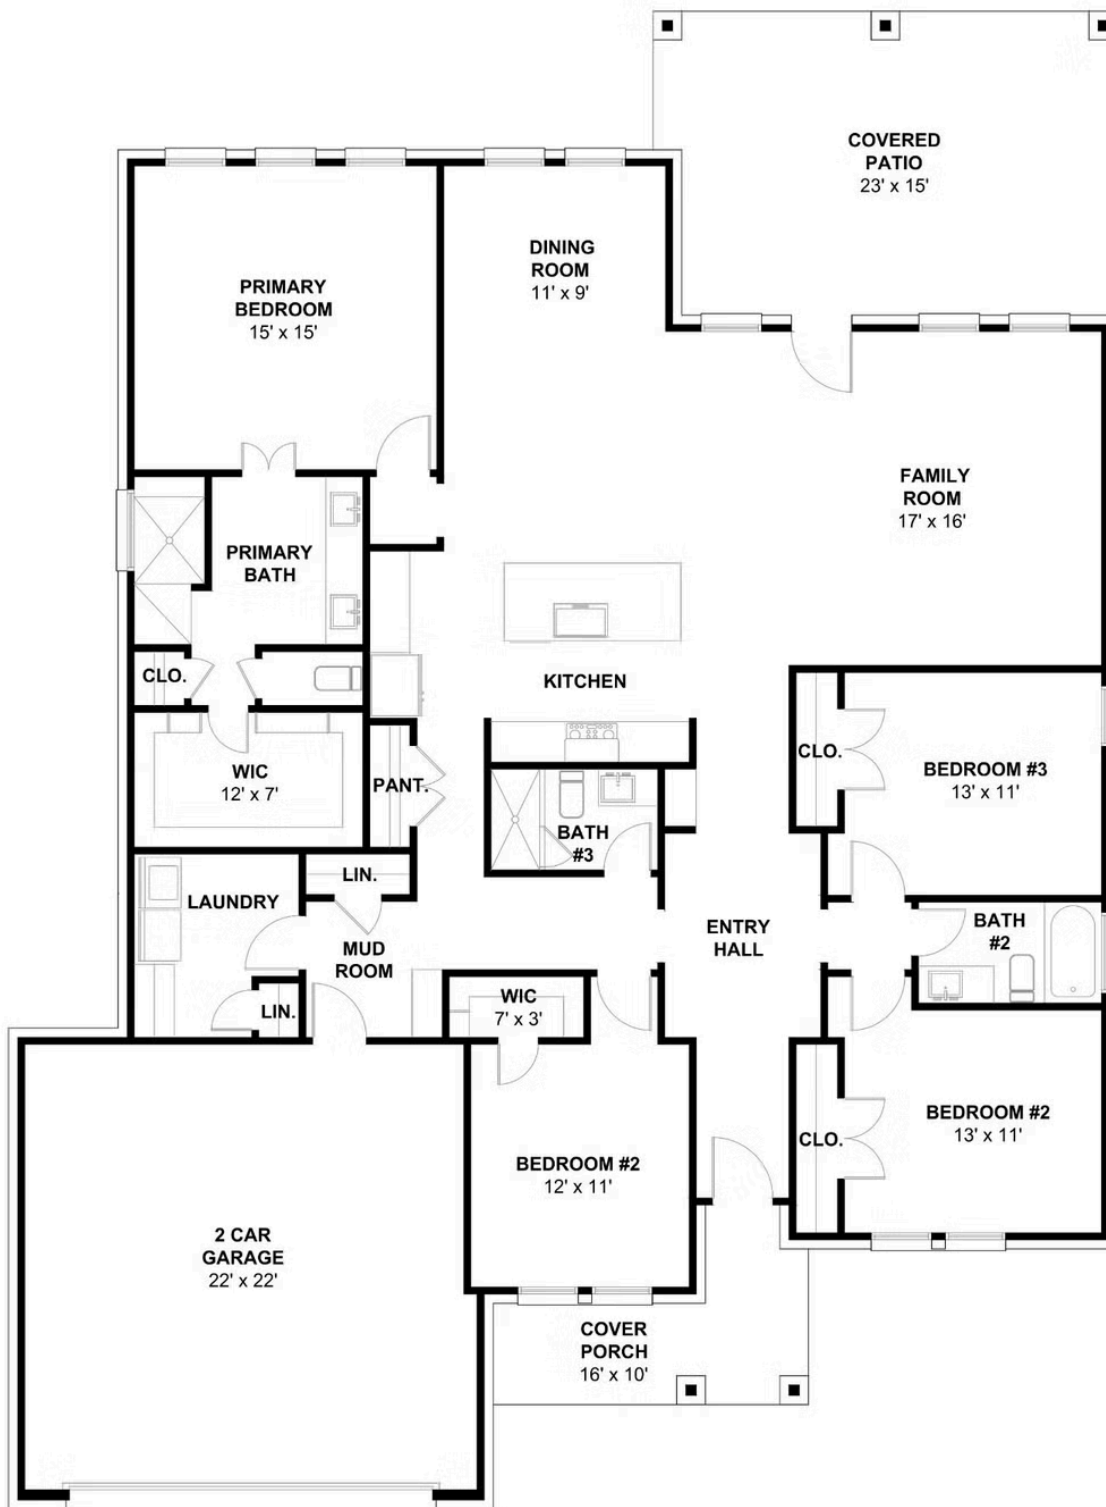 COVERED
PATIO
23' x 15'
DINING
ROOM
11' x 9'
PRIMARY
BEDROOM
15' x 15'
FAMILY
ROOM
17' x 16'
PRIMARY
BATH
CLO.
KITCHEN
WIC
12' x 7'
PANT.
CLO.
BEDROOM #3
13' x 11'
BATH
#3
LIN.
LAUNDRY
MUD
ROOM
ENTRY
HALL
BATH
#2
WIC
7' x 3'
LIN.
BEDROOM #2
13' x 11'
CLO.
BEDROOM #2
12' x 11'
2 CAR
GARAGE
22' x 22'
COVER
PORCH
16' x 10'